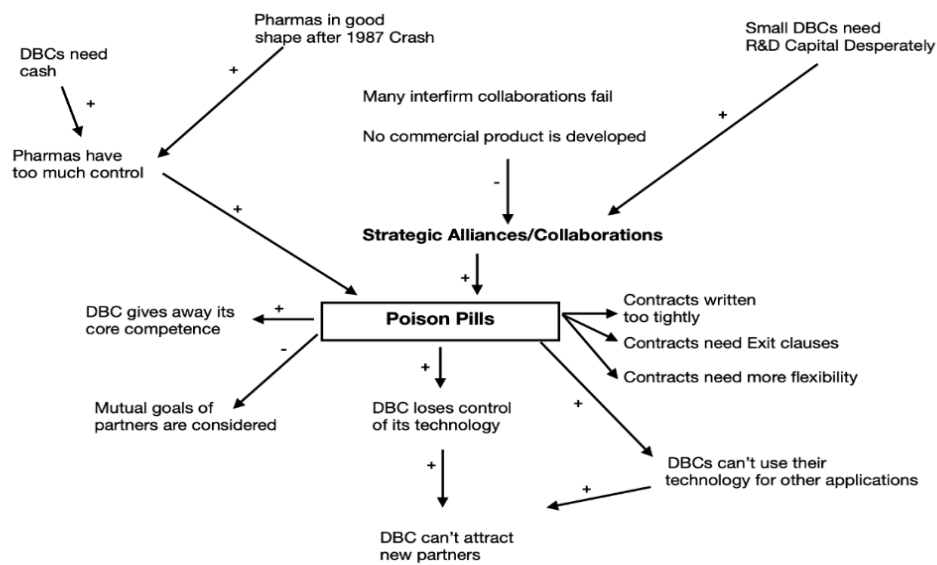 Pharmas in good
shape after 1987 Crash
Small DBCs need
R&D Capital Desperately
DBCs need
cash
+
+
Many interfirm collaborations fail
+
No commercial product is developed
Pharmas have
too much control
-
+
Strategic Alliances/Collaborations
+
Poison Pills
DBC gives away its
core competence
+
-
Contracts written
too tightly
Contracts need Exit clauses
Contracts need more flexibility
+
Mutual goals of
partners are considered
DBC loses control
of its technology
+
+
DBCs can't use their
technology for other applications
+
DBC can't attract
new partners